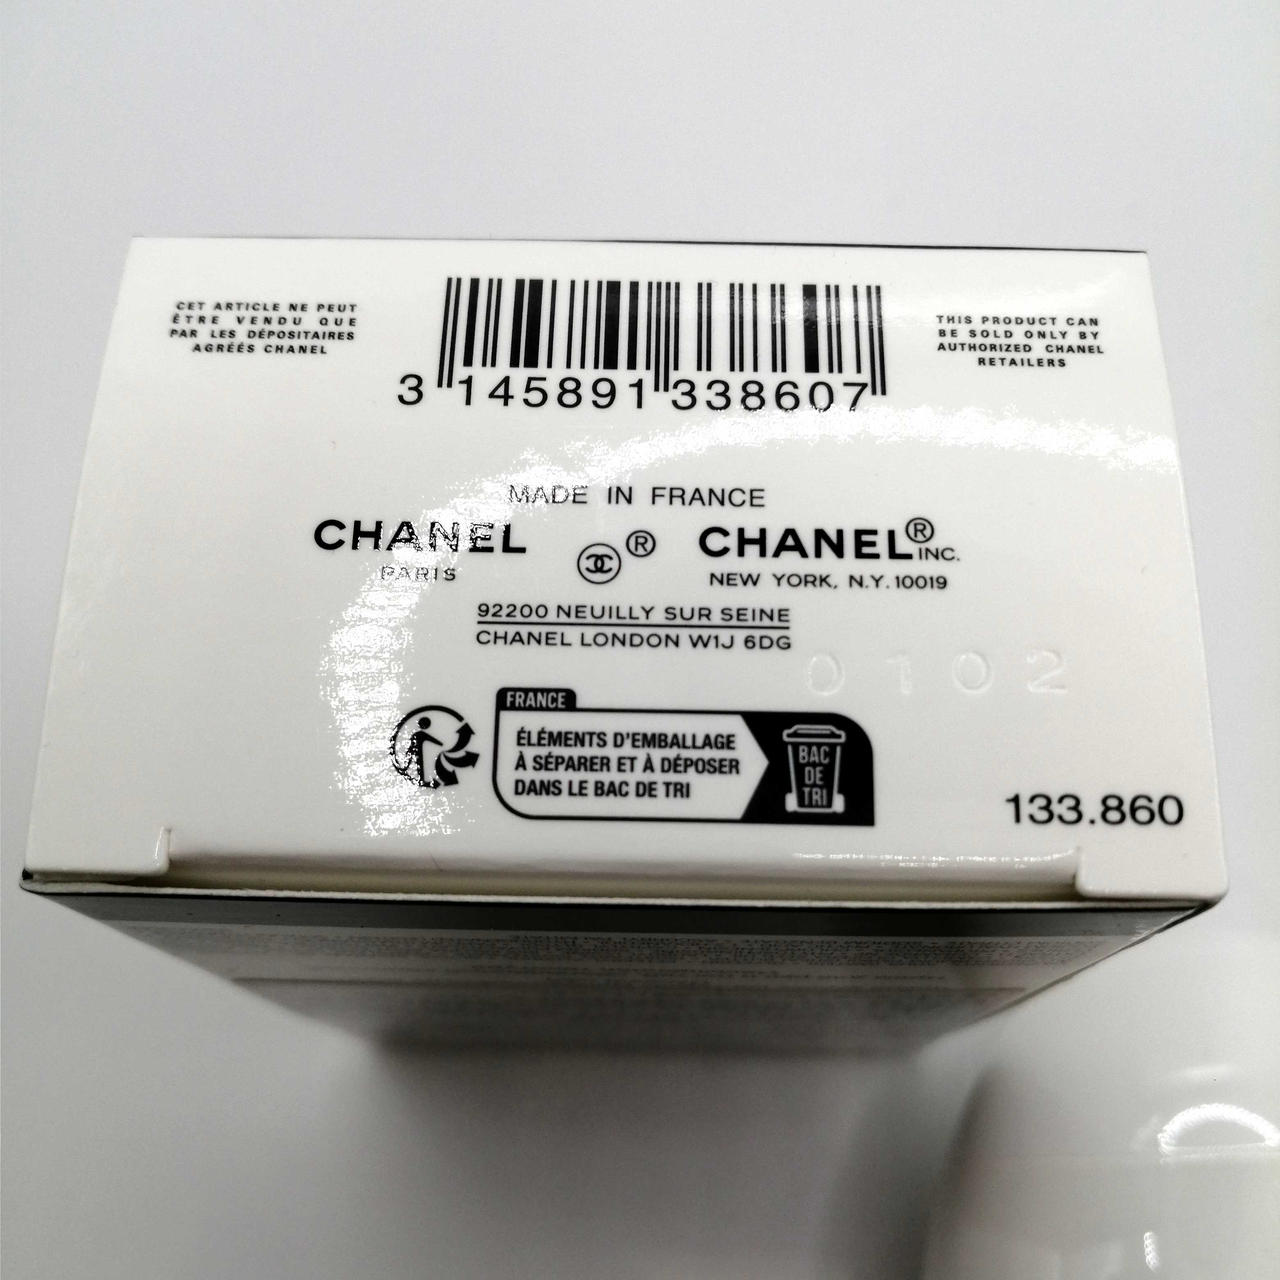 CET ARTICLE NE PEUT
ÊTRE VENDU QUE
PAR LES DÉPOSITAIRES
AGRÉÉS CHANEL
3 145891 338607
THIS PRODUCT CAN
BE SOLD ONLY BY
AUTHORIZED CHANEL
RETAILERS
MADE IN FRANCE
CHANEL
PARIS
®
CHANEL® INC.
NEW YORK, N.Y. 10019
92200 NEUILLY SUR SEINE
CHANEL LONDON W1J 6DG
0102
FRANCE
ÉLÉMENTS D'EMBALLAGE
À SÉPARER ET À DÉPOSER
DANS LE BAC DE TRI
BAC
DE
TRI
133.860